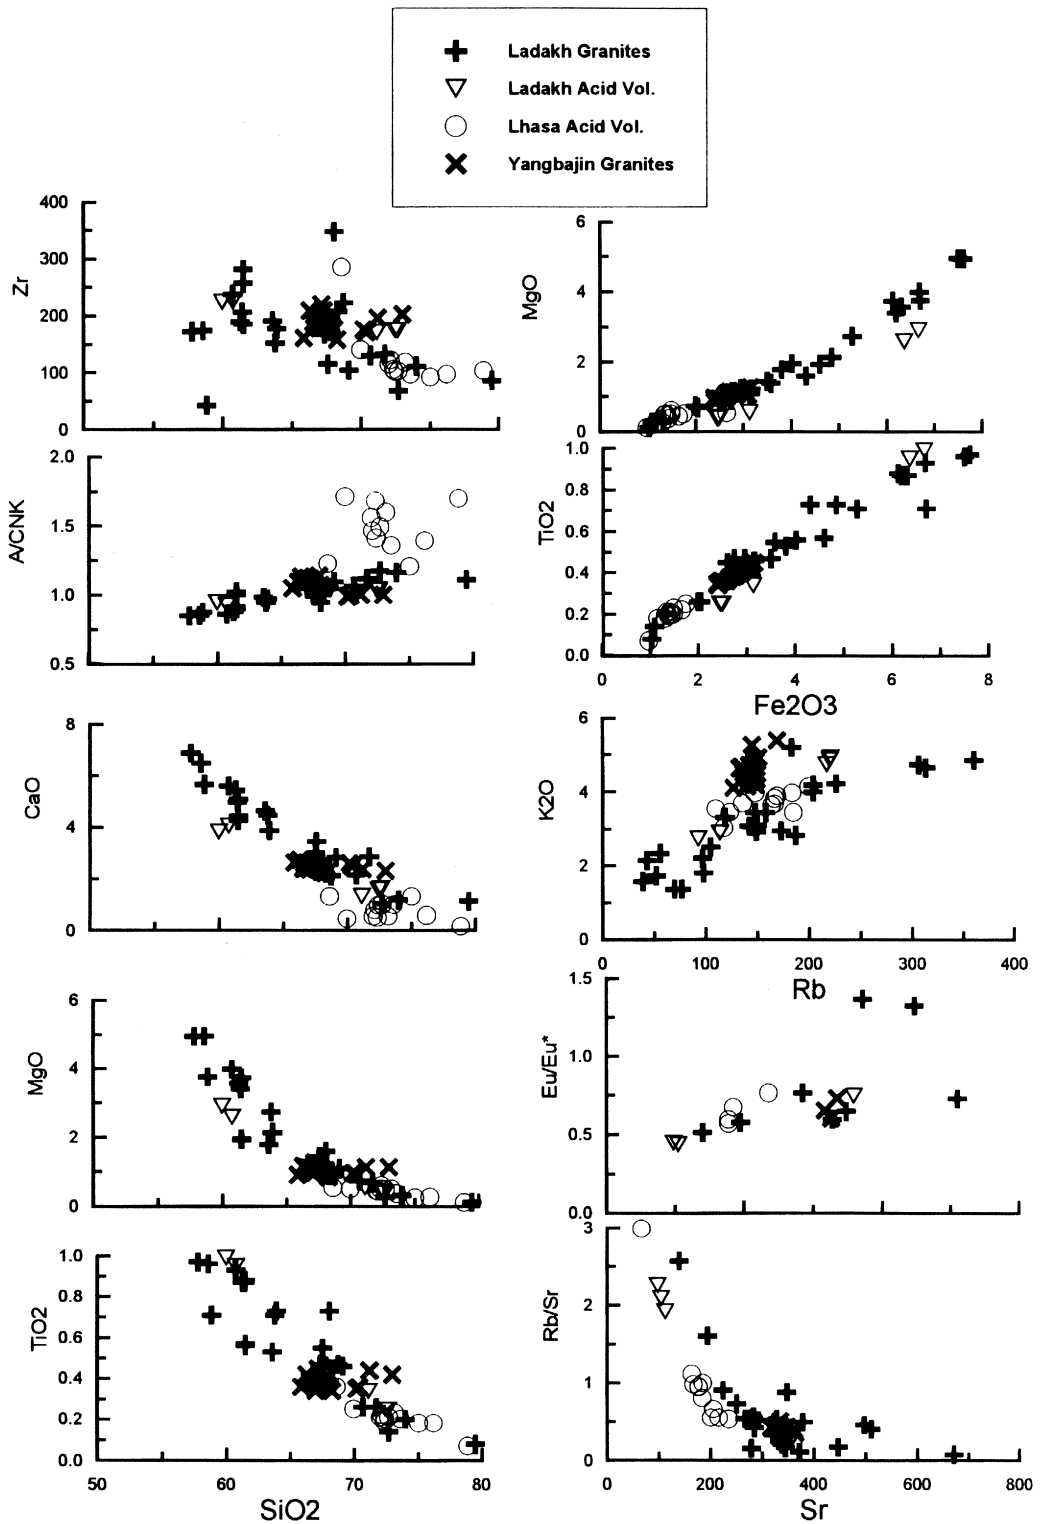 Ladakh Granites
Ladakh Acid Vol.
Lhasa Acid Vol.
Yangbajin Granites
Zr
400
300
200
100
0
A/CNK
2.0
1.5
1.0
0.5
CaO
8
4
0
MgO
6
4
2
0
TiO2
1.0
0.8
0.6
0.4
0.2
0.0
50 60 70 80
SiO2
MgO
6
4
2
0
TiO2
1.0
0.8
0.6
0.4
0.2
0.0
0 2 4 6 8
Fe2O3
K2O
6
4
2
0
0 100 200 300 400
Rb
Eu/Eu*
1.5
1.0
0.5
0.0
Rb/Sr
3
2
1
0
0 200 400 600 800
Sr